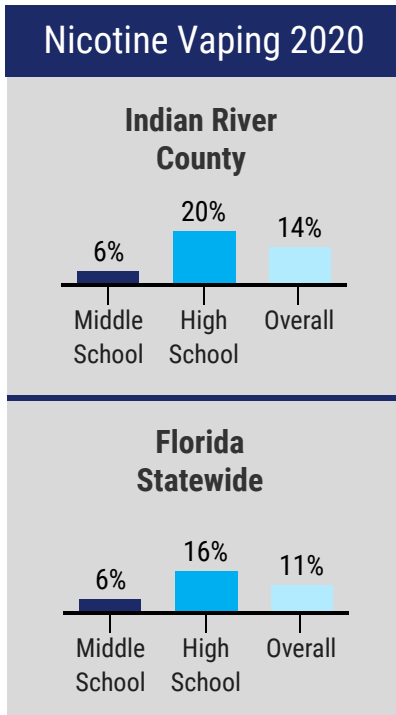 Nicotine Vaping 2020
Indian River
County
6%
20%
14%
Middle
School
High
School
Overall
Florida
Statewide
6%
16%
11%
Middle
School
High
School
Overall